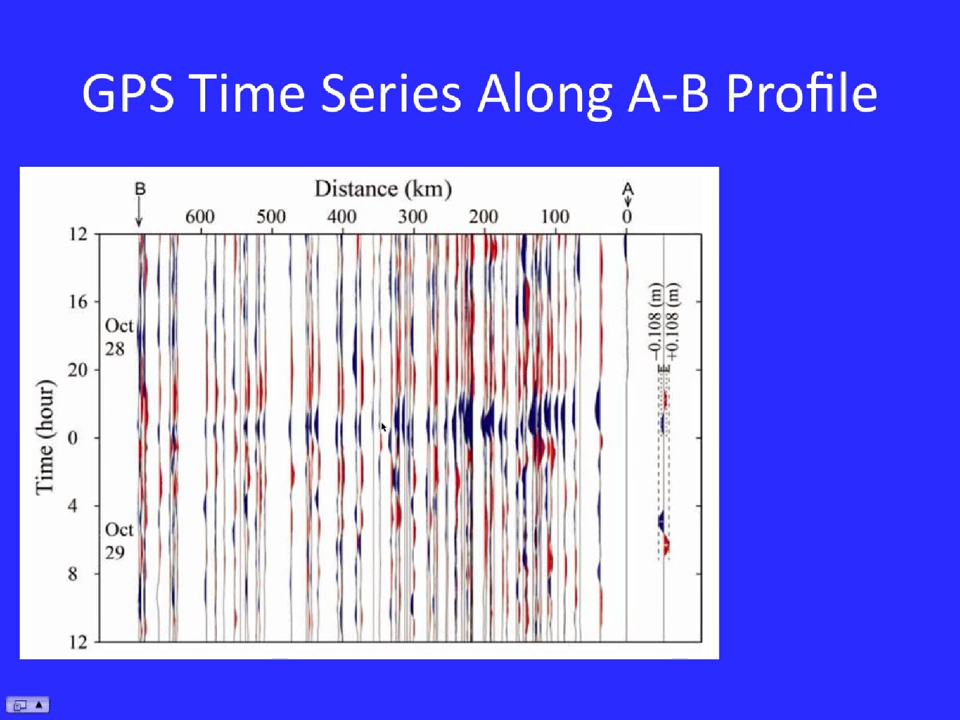 GPS Time Series Along A-B Profile
B
Distance (km)
A
600
500
400
300
200
100
0
12
16
Oct
28
20
Time (hour)
0
4
Oct
29
8
12
−0.108 (m)
+0.108 (m)